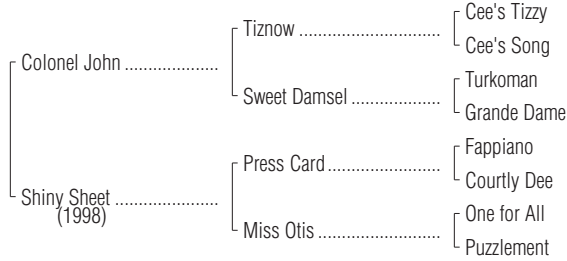 Cee's Tizzy
Tiznow ..............................
Cee's Song
Colonel John ....................
Turkoman
Sweet Damsel ...................
Grande Dame
Fappiano
Press Card ........................
Courtly Dee
Shiny Sheet ......................
(1998)
One for All
Miss Otis ..........................
Puzzlement